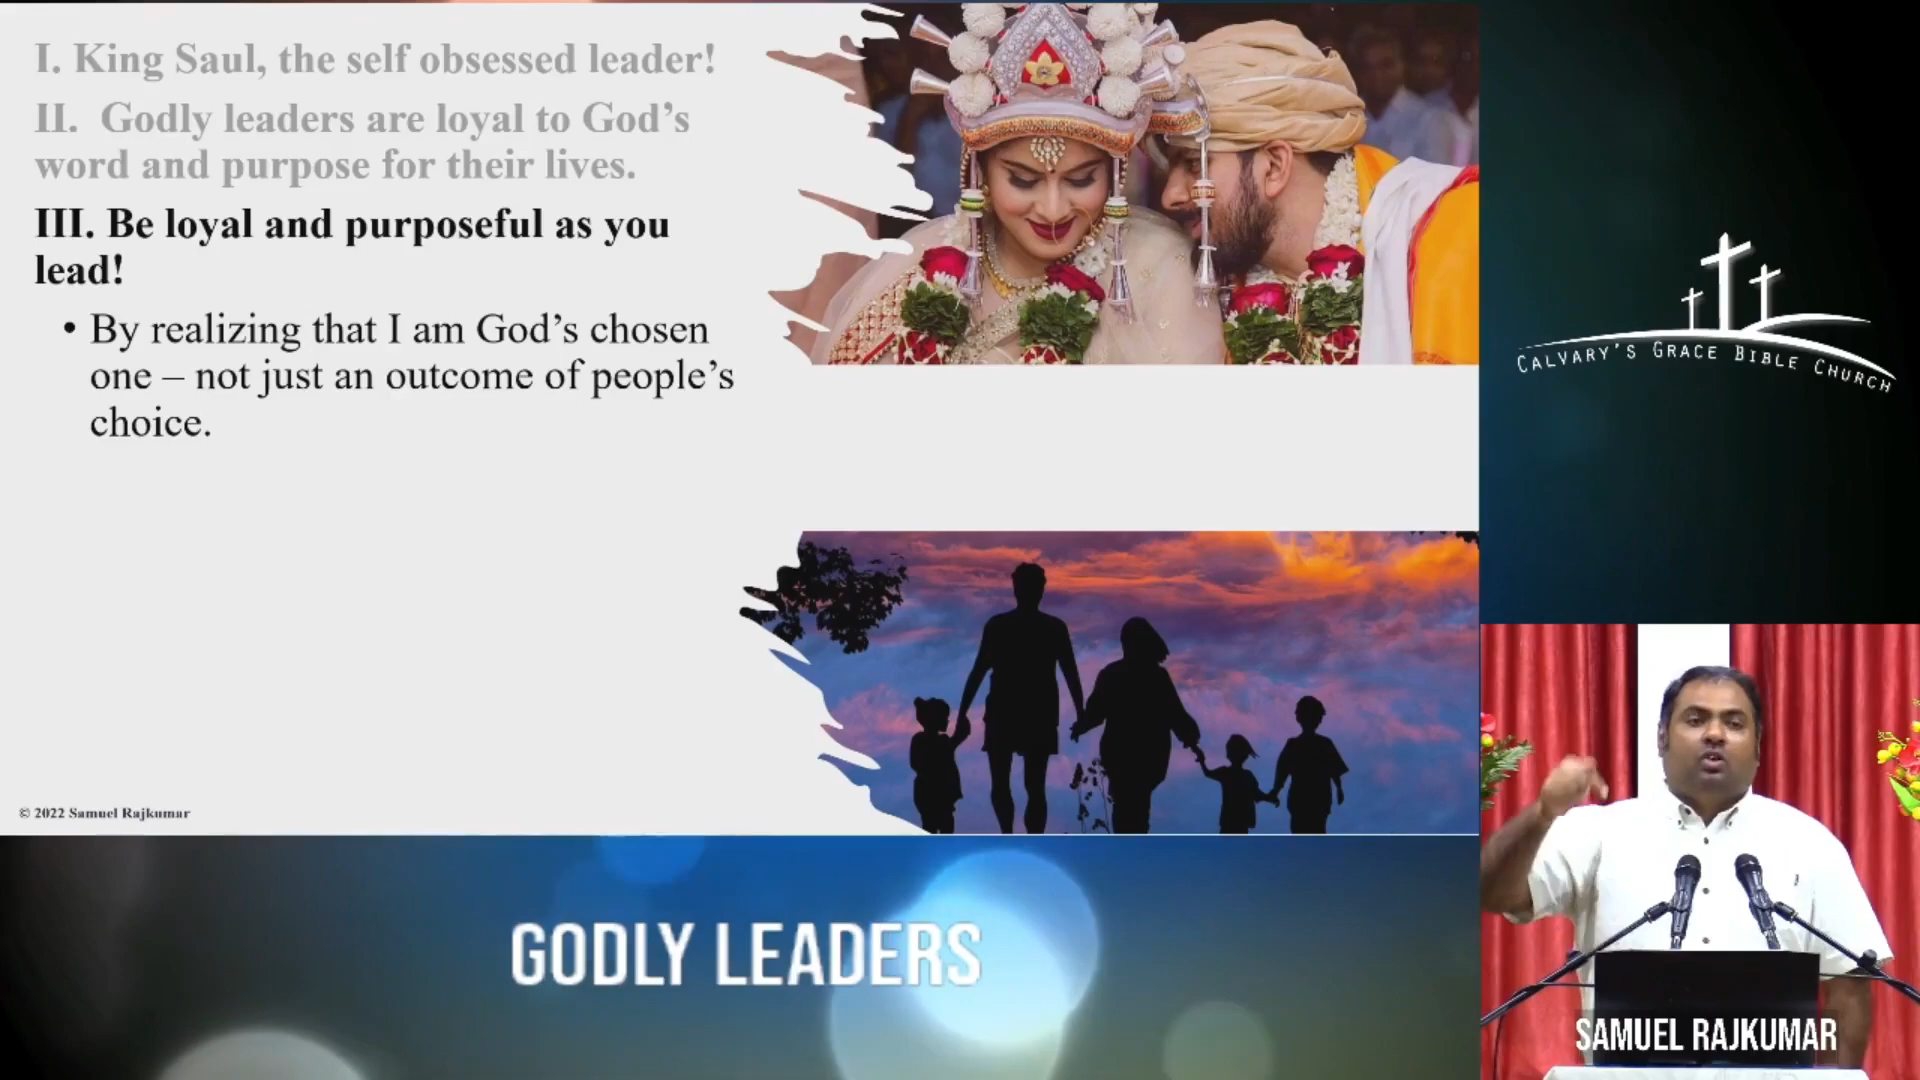 I. King Saul, the self obsessed leader!
II. Godly leaders are loyal to God’s
word and purpose for their lives.
III. Be loyal and purposeful as you
lead!
• By realizing that I am God’s chosen
one – not just an outcome of people’s
choice.
© 2022 Samuel Rajkumar
CALVARY’S GRACE BIBLE CHURCH
GODLY LEADERS
SAMUEL RAJKUMAR